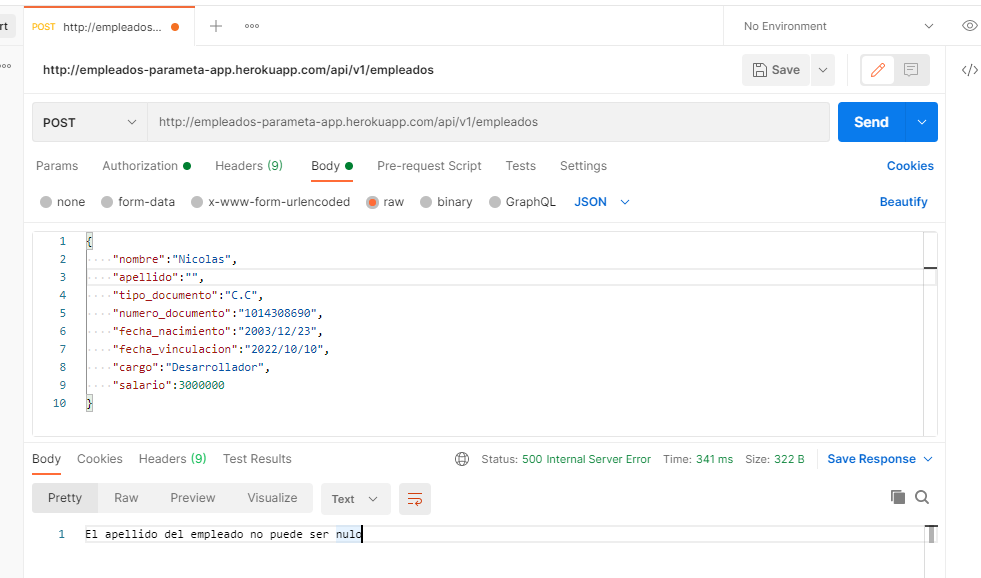 rt
POST http://empleados...
No Environment
http://empleados-parameta-app.herokuapp.com/api/v1/empleados
Save
POST http://empleados-parameta-app.herokuapp.com/api/v1/empleados Send
Params Authorization Headers (9) Body Pre-request Script Tests Settings Cookies
none form-data x-www-form-urlencoded raw binary GraphQL JSON Beautify
1 {
2 "nombre":"Nicolas",
3 "apellido":"",
4 "tipo_documento":"C.C",
5 "numero_documento":"1014308690",
6 "fecha_nacimiento":"2003/12/23",
7 "fecha_vinculacion":"2022/10/10",
8 "cargo":"Desarrollador",
9 "salario":3000000
10 }
Body Cookies Headers (9) Test Results Status: 500 Internal Server Error Time: 341 ms Size: 322 B Save Response
Pretty Raw Preview Visualize Text
1 El apellido del empleado no puede ser nulo